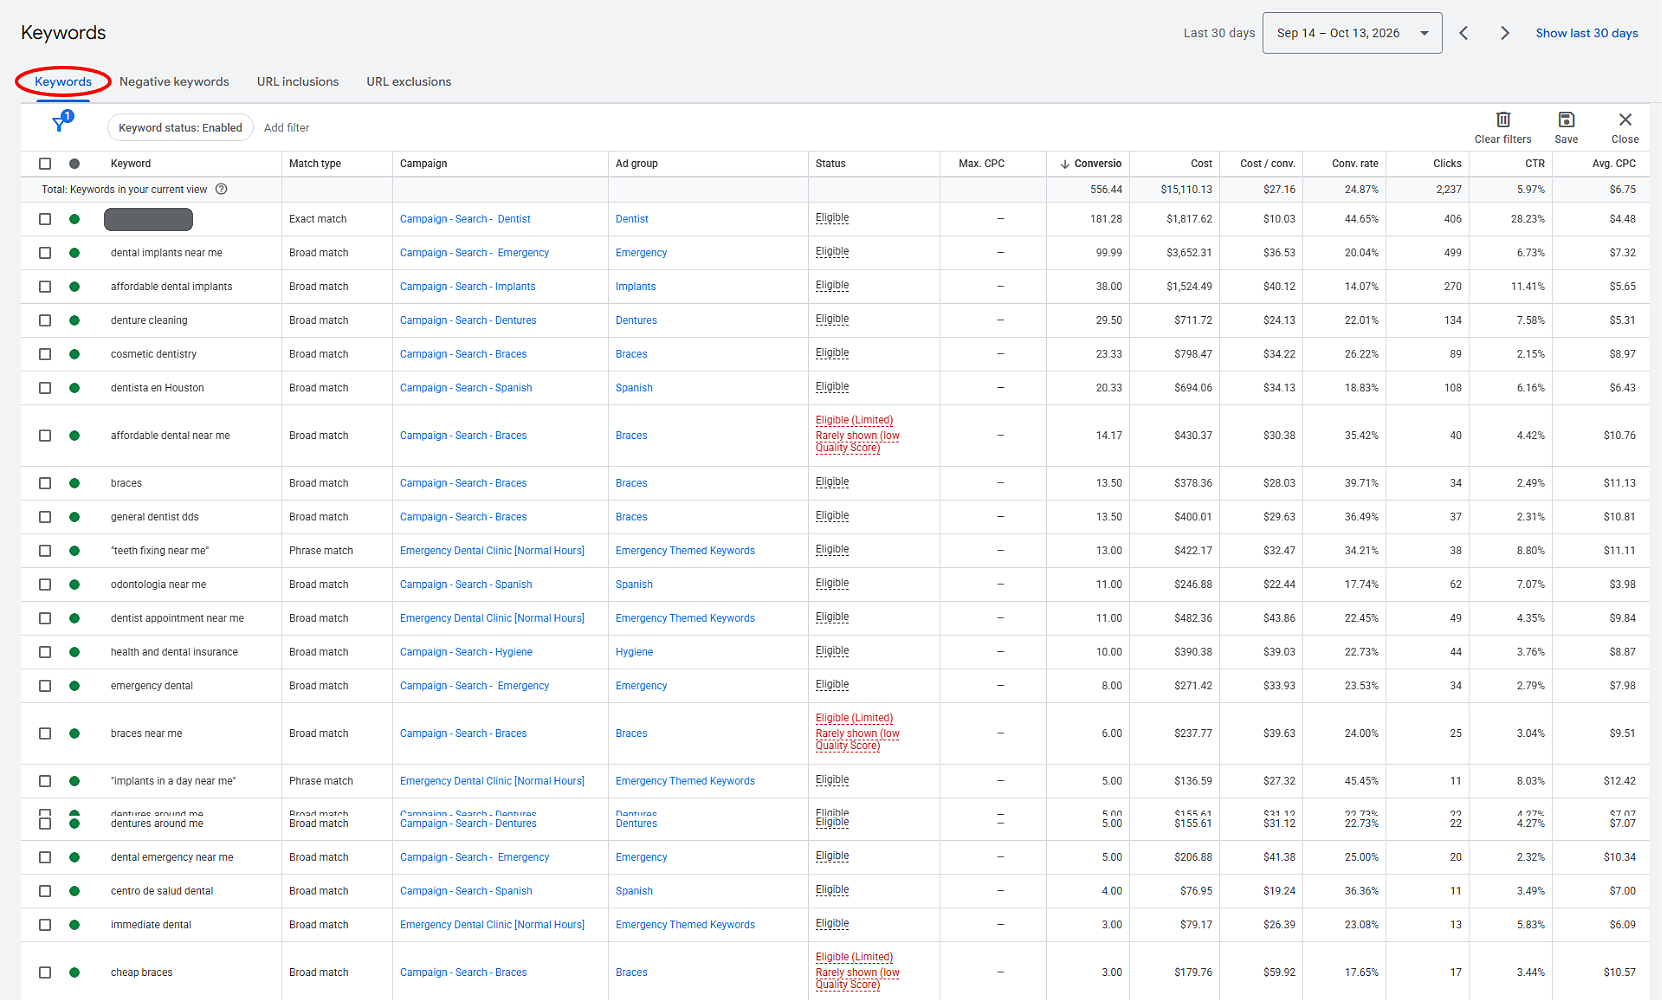 Keywords
Last 30 days Sep 14 – Oct 13, 2026 Show last 30 days
Keywords Negative keywords URL inclusions URL exclusions
1 Keyword status: Enabled Add filter Clear filters Save Close
Keyword Match type Campaign Ad group Status Max. CPC Conversio Cost Cost / conv. Conv. rate Clicks CTR Avg. CPC
Total: Keywords in your current view 556.44 $15,110.13 $27.16 24.87% 2,237 5.97% $6.75
Exact match Campaign - Search - Dentist Dentist Eligible — 181.28 $1,817.62 $10.03 44.65% 406 28.23% $4.48
dental implants near me Broad match Campaign - Search - Emergency Emergency Eligible — 99.99 $3,652.31 $36.53 20.04% 499 6.73% $7.32
affordable dental implants Broad match Campaign - Search - Implants Implants Eligible — 38.00 $1,524.49 $40.12 14.07% 270 11.41% $5.65
denture cleaning Broad match Campaign - Search - Dentures Dentures Eligible — 29.50 $711.72 $24.13 22.01% 134 7.58% $5.31
cosmetic dentistry Broad match Campaign - Search - Braces Braces Eligible — 23.33 $798.47 $34.22 26.22% 89 2.15% $8.97
dentista en Houston Broad match Campaign - Search - Spanish Spanish Eligible — 20.33 $694.06 $34.13 18.83% 108 6.16% $6.43
affordable dental near me Broad match Campaign - Search - Braces Braces Eligible (Limited) Rarely shown (low Quality Score) — 14.17 $430.37 $30.38 35.42% 40 4.42% $10.76
braces Broad match Campaign - Search - Braces Braces Eligible — 13.50 $378.36 $28.03 39.71% 34 2.49% $11.13
general dentist dds Broad match Campaign - Search - Braces Braces Eligible — 13.50 $400.01 $29.63 36.49% 37 2.31% $10.81
"teeth fixing near me" Phrase match Emergency Dental Clinic [Normal Hours] Emergency Themed Keywords Eligible — 13.00 $422.17 $32.47 34.21% 38 8.80% $11.11
odontologia near me Broad match Campaign - Search - Spanish Spanish Eligible — 11.00 $246.88 $22.44 17.74% 62 7.07% $3.98
dentist appointment near me Broad match Emergency Dental Clinic [Normal Hours] Emergency Themed Keywords Eligible — 11.00 $482.36 $43.86 22.45% 49 4.35% $9.84
health and dental insurance Broad match Campaign - Search - Hygiene Hygiene Eligible — 10.00 $390.38 $39.03 22.73% 44 3.76% $8.87
emergency dental Broad match Campaign - Search - Emergency Emergency Eligible — 8.00 $271.42 $33.93 23.53% 34 2.79% $7.98
braces near me Broad match Campaign - Search - Braces Braces Eligible (Limited) Rarely shown (low Quality Score) — 6.00 $237.77 $39.63 24.00% 25 3.04% $9.51
"implants in a day near me" Phrase match Emergency Dental Clinic [Normal Hours] Emergency Themed Keywords Eligible — 5.00 $136.59 $27.32 45.45% 11 8.03% $12.42
dentures around me Broad match Campaign - Search - Dentures Dentures Eligible 5.00 $155.61 $31.12 22.73% 22 4.27% $7.07
dentures around me Broad match Campaign - Search - Dentures Dentures Eligible — 5.00 $155.61 $31.12 22.73% 22 4.27% $7.07
dental emergency near me Broad match Campaign - Search - Emergency Emergency Eligible — 5.00 $206.88 $41.38 25.00% 20 2.32% $10.34
centro de salud dental Broad match Campaign - Search - Spanish Spanish Eligible — 4.00 $76.95 $19.24 36.36% 11 3.49% $7.00
immediate dental Broad match Emergency Dental Clinic [Normal Hours] Emergency Themed Keywords Eligible — 3.00 $79.17 $26.39 23.08% 13 5.83% $6.09
cheap braces Broad match Campaign - Search - Braces Braces Eligible (Limited) Rarely shown (low Quality Score) — 3.00 $179.76 $59.92 17.65% 17 3.44% $10.57